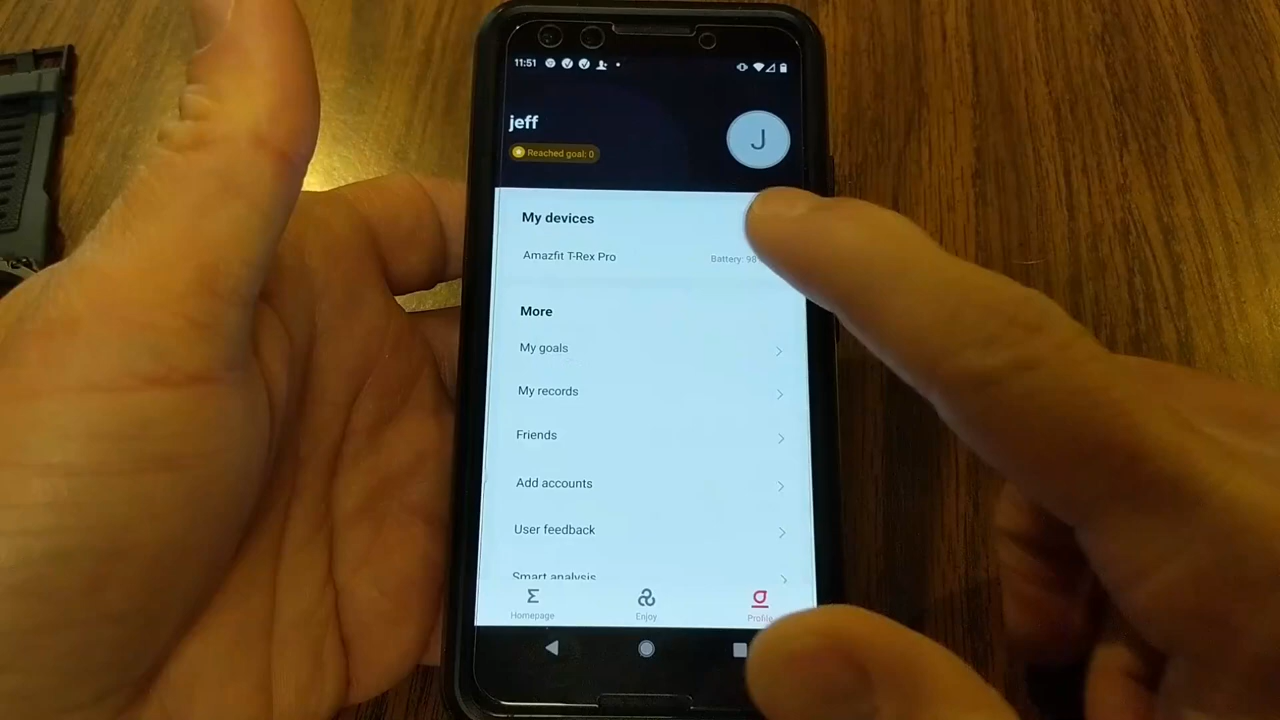 11:51
jeff
J
Reached goal: 0
My devices
Amazfit T-Rex Pro
Battery: 98
More
My goals
My records
Friends
Add accounts
User feedback
Smart analysis
Homepage
Enjoy
Profile